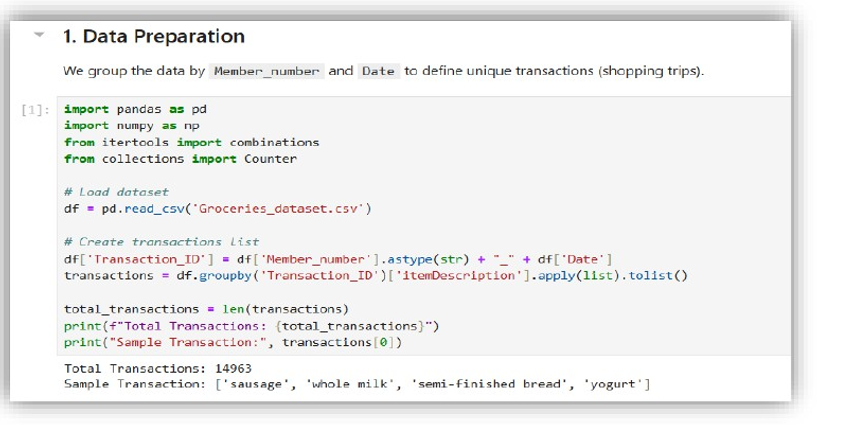 1. Data Preparation
We group the data by Member_number and Date to define unique transactions (shopping trips).
[1]:
import pandas as pd
import numpy as np
from itertools import combinations
from collections import Counter
# Load dataset
df = pd.read_csv('Groceries_dataset.csv')
# Create transactions list
df['Transaction_ID'] = df['Member_number'].astype(str) + "_" + df['Date']
transactions = df.groupby('Transaction_ID')['itemDescription'].apply(list).tolist()
total_transactions = len(transactions)
print(f"Total Transactions: {total_transactions}")
print("Sample Transaction:", transactions[0])
Total Transactions: 14963
Sample Transaction: ['sausage', 'whole milk', 'semi-finished bread', 'yogurt']